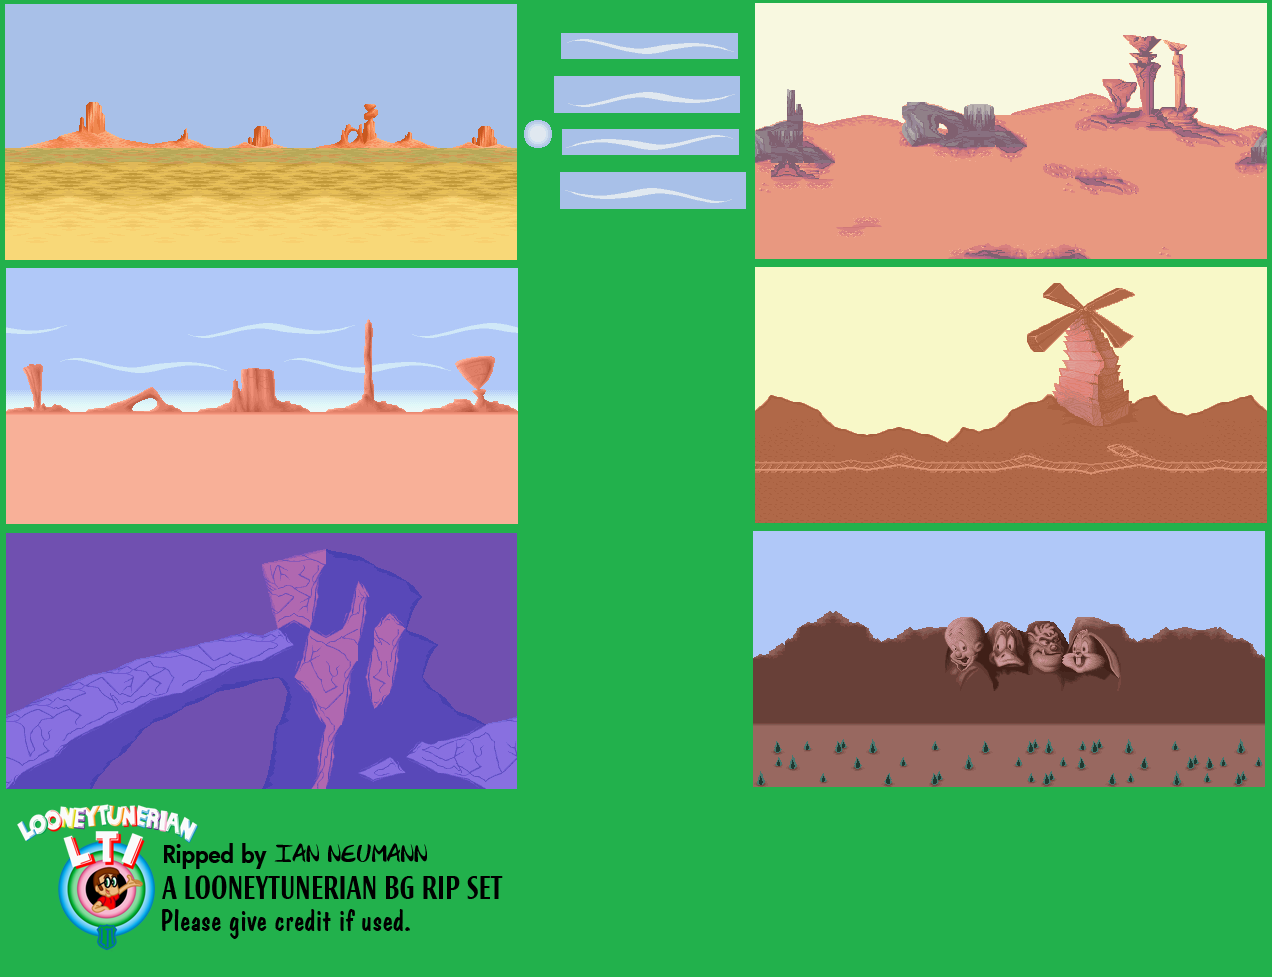 LOONEYTUNERIAN
LTI
Ripped by IAN NEUMANN
A LOONEYTUNERIAN BG RIP SET
Please give credit if used.